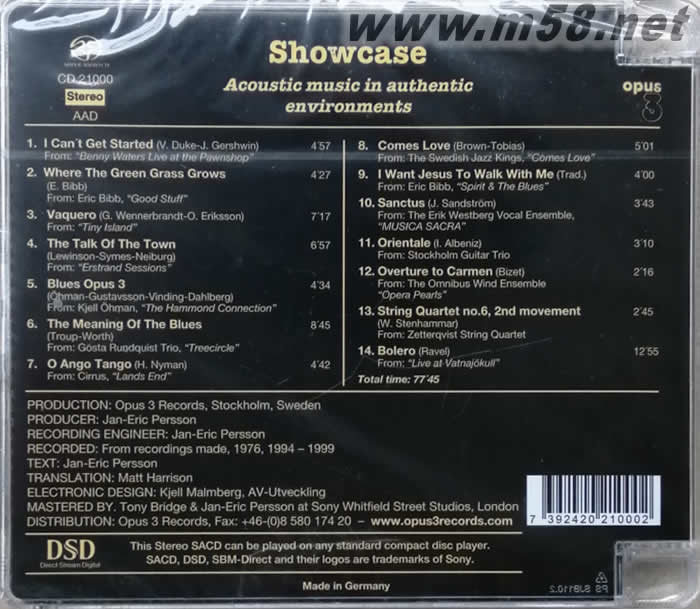 www.m58.net
Showcase
Acoustic music in authentic
environments
CD 21000
Stereo
AAD
opus
3
1. I Can't Get Started (V. Duke-J. Gershwin) 4'57
From: "Benny Waters Live at the Pawnshop"
2. Where The Green Grass Grows 4'27
(E. Bibb)
From: Eric Bibb, "Good Stuff"
3. Vaquero (G. Wennerbrandt-O. Eriksson) 7'17
From: "Tiny Island"
4. The Talk Of The Town 6'57
(Lewinson-Symes-Neiburg)
From: "Erstrand Sessions"
5. Blues Opus 3 4'34
(Öhman-Gustavsson-Vinding-Dahlberg)
From: Kjell Öhman, "The Hammond Connection"
6. The Meaning Of The Blues 8'45
(Troup-Worth)
From: Gösta Rundquist Trio, "Treecircle"
7. O Ango Tango (H. Nyman) 4'42
From: Cirrus, "Lands End"
8. Comes Love (Brown-Tobias) 5'01
From: The Swedish Jazz Kings, "Comes Love"
9. I Want Jesus To Walk With Me (Trad.) 4'00
From: Eric Bibb, "Spirit & The Blues"
10. Sanctus (J. Sandström) 3'43
From: The Erik Westberg Vocal Ensemble,
"MUSICA SACRA"
11. Orientale (I. Albeniz) 3'10
From: Stockholm Guitar Trio
12. Overture to Carmen (Bizet) 2'16
From: The Omnibus Wind Ensemble
"Opera Pearls"
13. String Quartet no.6, 2nd movement 2'45
(W. Stenhammar)
From: Zetterqvist String Quartet
14. Bolero (Ravel) 12'55
From: "Live at Vatnajökull"
Total time: 77'45
PRODUCTION: Opus 3 Records, Stockholm, Sweden
PRODUCER: Jan-Eric Persson
RECORDING ENGINEER: Jan-Eric Persson
RECORDED: From recordings made, 1976, 1994 – 1999
TEXT: Jan-Eric Persson
TRANSLATION: Matt Harrison
ELECTRONIC DESIGN: Kjell Malmberg, AV-Utveckling
MASTERED BY: Tony Bridge & Jan-Eric Persson at Sony Whitfield Street Studios, London
DISTRIBUTION: Opus 3 Records, Fax: +46-(0)8 580 174 20 – www.opus3records.com
7 392420 210002
DSD
Direct Stream Digital
This Stereo SACD can be played on any standard compact disc player.
SACD, DSD, SBM-Direct and their logos are trademarks of Sony.
Made in Germany